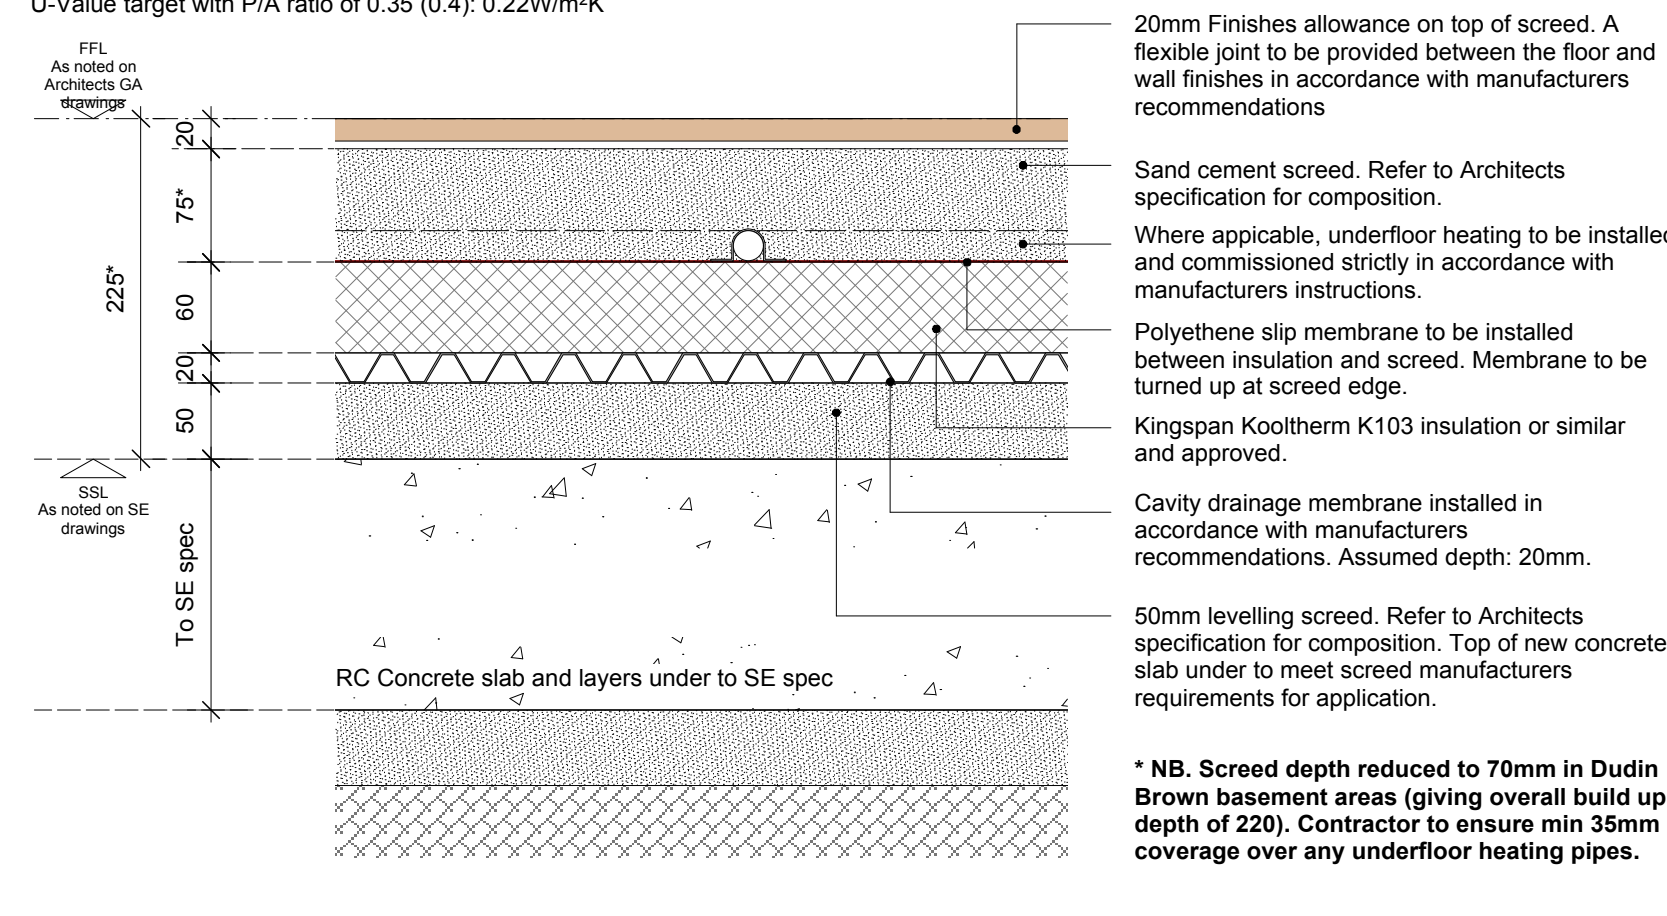 U-Value target with P/A ratio of 0.35 (0.4): 0.22W/m²K
FFL
As noted on
Architects GA
drawings
20
75*
225*
60
20
50
SSL
As noted on SE
drawings
To SE spec
RC Concrete slab and layers under to SE spec
20mm Finishes allowance on top of screed. A
flexible joint to be provided between the floor and
wall finishes in accordance with manufacturers
recommendations
Sand cement screed. Refer to Architects
specification for composition.
Where appicable, underfloor heating to be installed
and commissioned strictly in accordance with
manufacturers instructions.
Polyethene slip membrane to be installed
between insulation and screed. Membrane to be
turned up at screed edge.
Kingspan Kooltherm K103 insulation or similar
and approved.
Cavity drainage membrane installed in
accordance with manufacturers
recommendations. Assumed depth: 20mm.
50mm levelling screed. Refer to Architects
specification for composition. Top of new concrete
slab under to meet screed manufacturers
requirements for application.
* NB. Screed depth reduced to 70mm in Dudin
Brown basement areas (giving overall build up
depth of 220). Contractor to ensure min 35mm
coverage over any underfloor heating pipes.